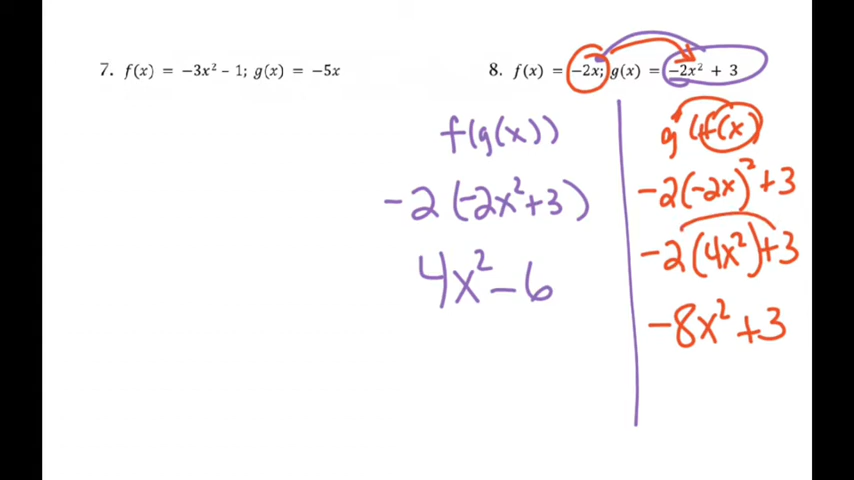 7. f(x) = −3x² − 1; g(x) = −5x
8. f(x) = −2x; g(x) = −2x² + 3
f(g(x))
-2(-2x²+3)
4x²-6
g(f(x))
-2(-2x)²+3
-2(4x²)+3
-8x²+3